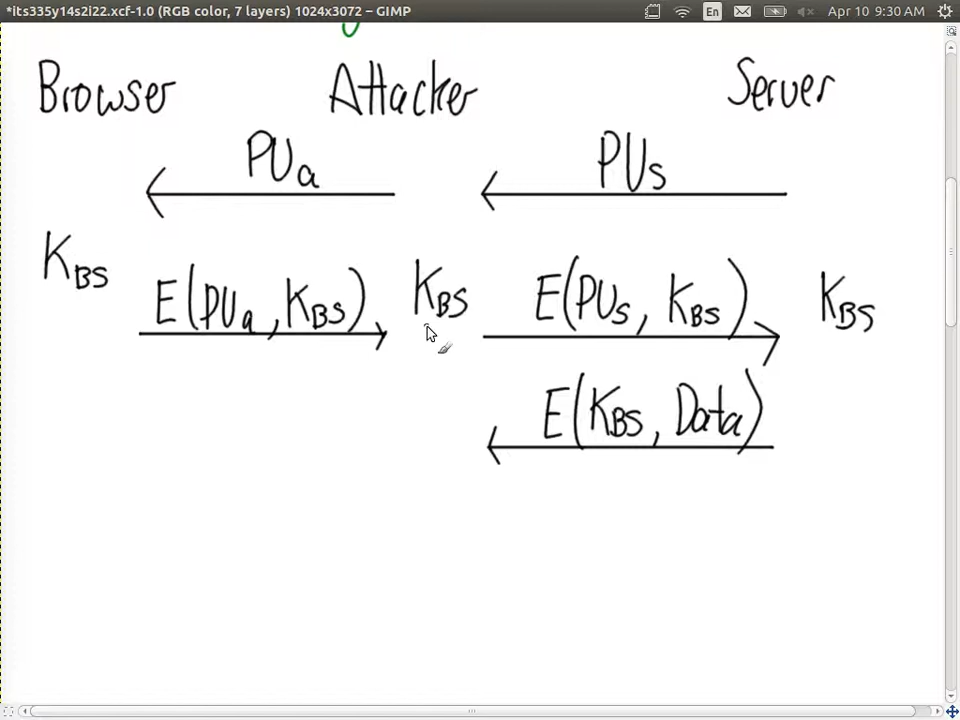 *its335y14s2i22.xcf-1.0 (RGB color, 7 layers) 1024x3072 – GIMP
En
Apr 10 9:30 AM
Browser Attacker Server
PUa PUs
KBS E(PUa, KBS) KBS E(PUs, KBS) KBS
E(KBS, Data)